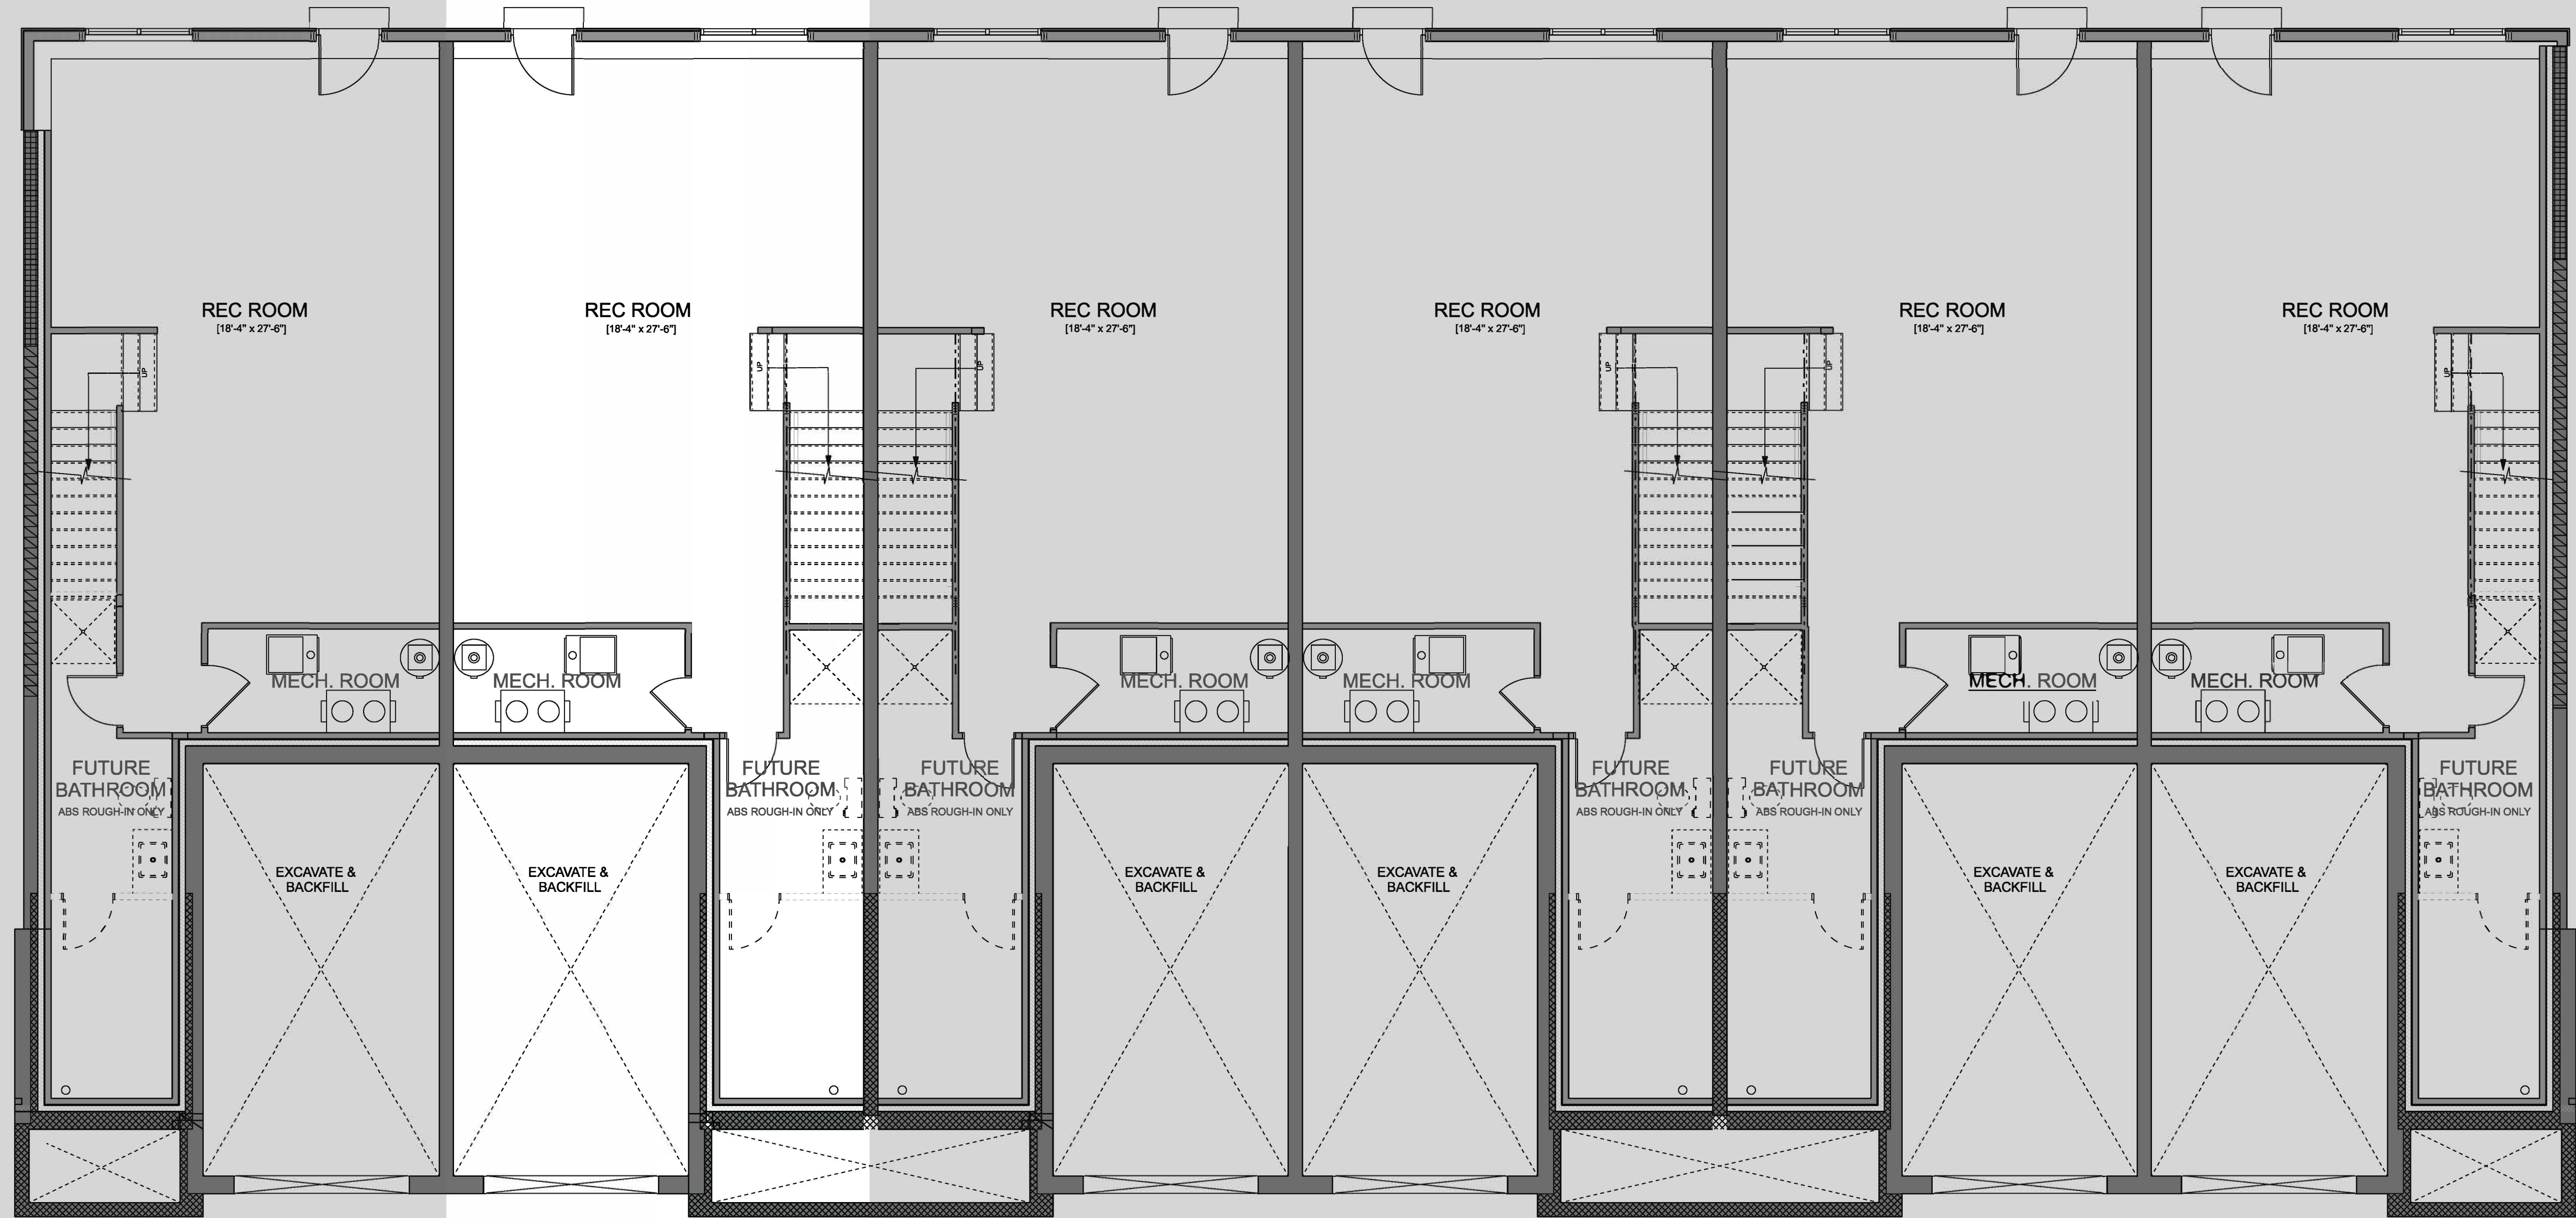 REC ROOM
[18'-4" x 27'-6"]
REC ROOM
[18'-4" x 27'-6"]
REC ROOM
[18'-4" x 27'-6"]
REC ROOM
[18'-4" x 27'-6"]
REC ROOM
[18'-4" x 27'-6"]
REC ROOM
[18'-4" x 27'-6"]
UP
UP
UP
UP
UP
UP
MECH. ROOM
MECH. ROOM
MECH. ROOM
MECH. ROOM
MECH. ROOM
MECH. ROOM
FUTURE
BATHROOM
ABS ROUGH-IN ONLY
FUTURE
BATHROOM
ABS ROUGH-IN ONLY
FUTURE
BATHROOM
ABS ROUGH-IN ONLY
FUTURE
BATHROOM
ABS ROUGH-IN ONLY
FUTURE
BATHROOM
ABS ROUGH-IN ONLY
FUTURE
BATHROOM
ABS ROUGH-IN ONLY
EXCAVATE &
BACKFILL
EXCAVATE &
BACKFILL
EXCAVATE &
BACKFILL
EXCAVATE &
BACKFILL
EXCAVATE &
BACKFILL
EXCAVATE &
BACKFILL